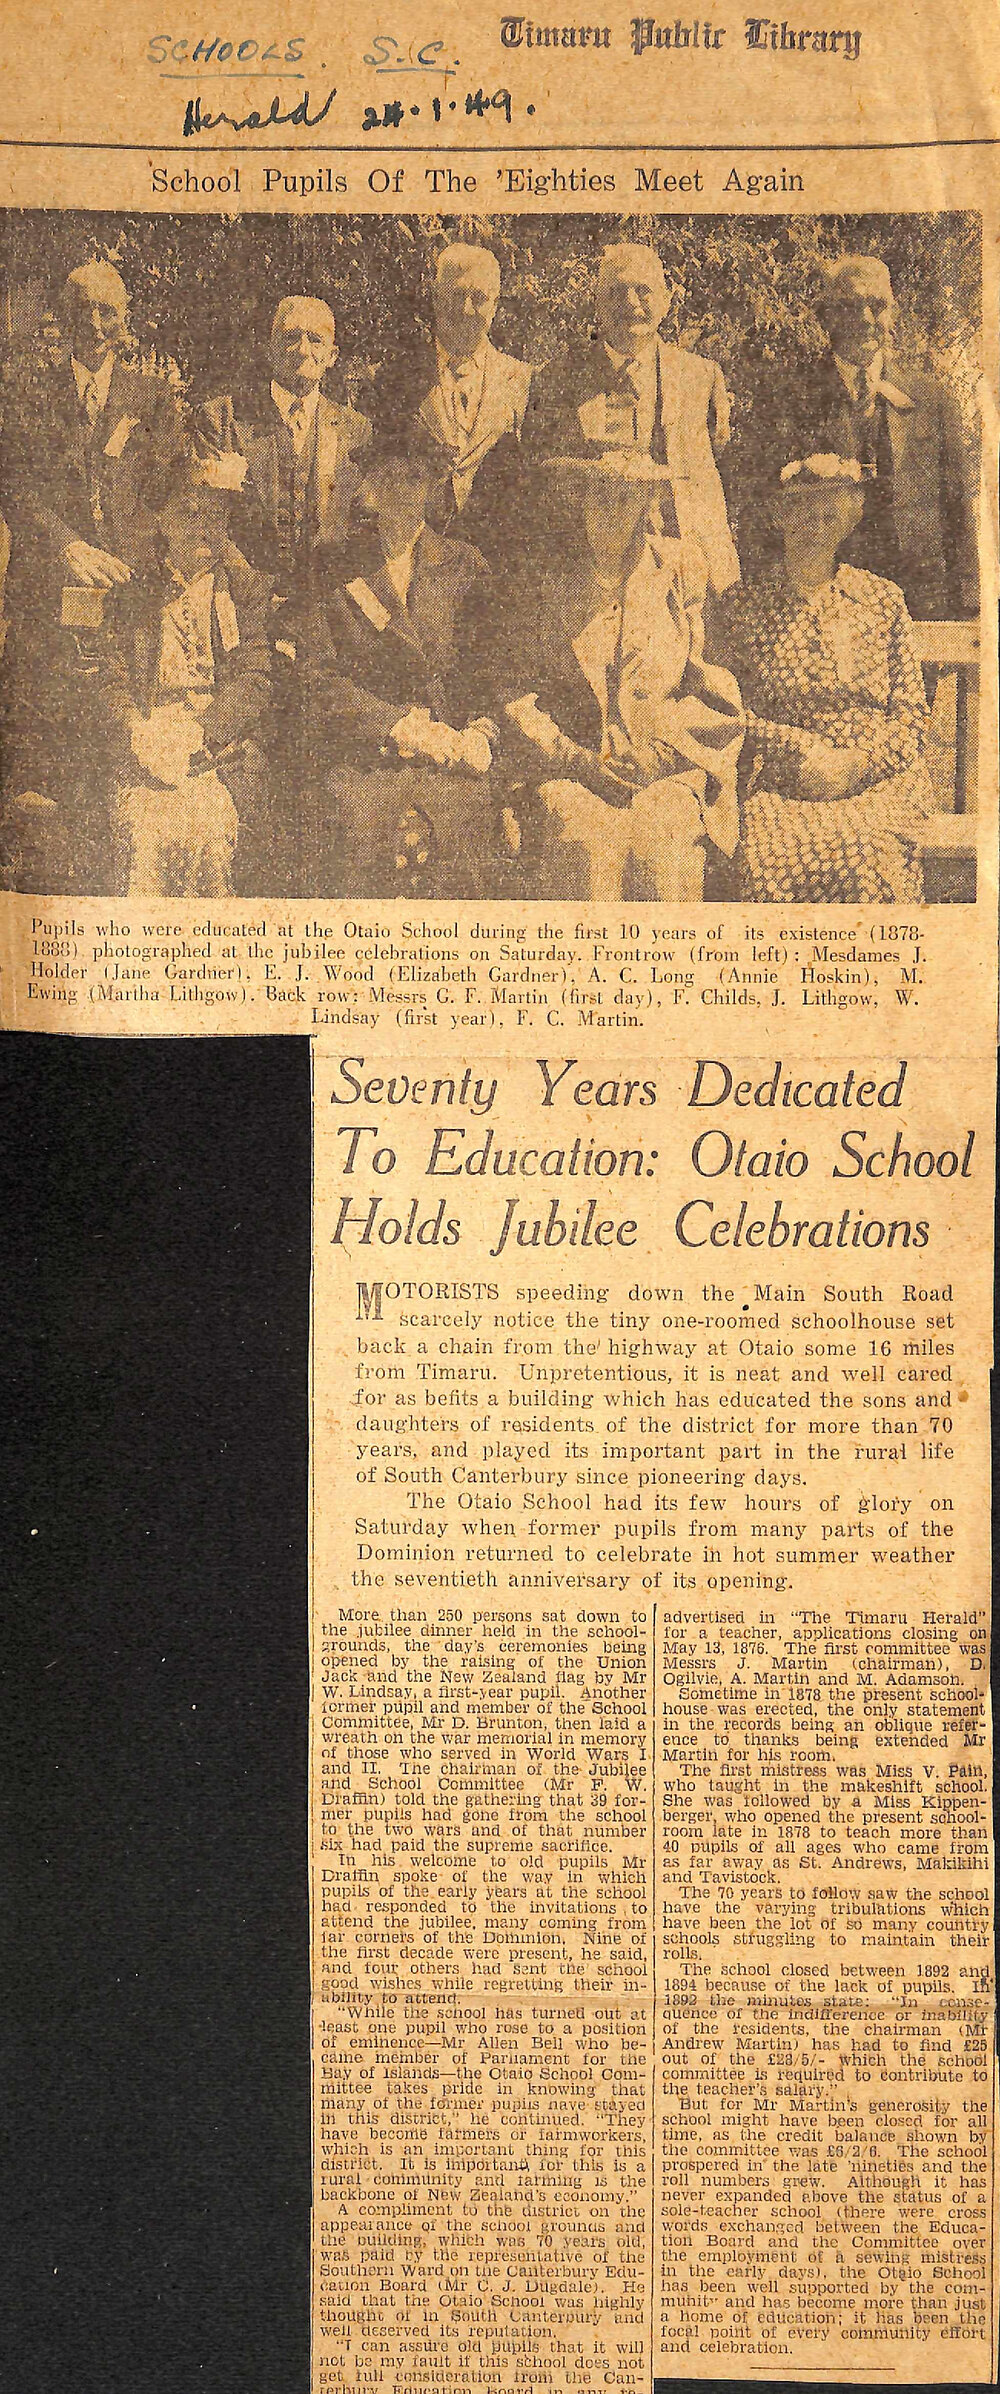 Timaru Public Library
SCHOOLS. S.C.
Herald 24.1.49.
School Pupils Of The 'Eighties Meet Again
Pupils who were educated at the Otaio School during the first 10 years of its existence (1878-
1888) photographed at the jubilee celebrations on Saturday. Frontrow (from left): Mesdames J.
Holder (Jane Gardner), E. J. Wood (Elizabeth Gardner), A. C. Long (Annie Hoskin), M.
Ewing (Martha Lithgow). Back row: Messrs G. F. Martin (first day), F. Childs, J. Lithgow, W.
Lindsay (first year), F. C. Martin.
Seventy Years Dedicated
To Education: Otaio School
Holds Jubilee Celebrations
MOTORISTS speeding down the Main South Road
scarcely notice the tiny one-roomed schoolhouse set
back a chain from the highway at Otaio some 16 miles
from Timaru. Unpretentious, it is neat and well cared
for as befits a building which has educated the sons and
daughters of residents of the district for more than 70
years, and played its important part in the rural life
of South Canterbury since pioneering days.
The Otaio School had its few hours of glory on
Saturday when former pupils from many parts of the
Dominion returned to celebrate in hot summer weather
the seventieth anniversary of its opening.
More than 250 persons sat down to
the jubilee dinner held in the school-
grounds, the day's ceremonies being
opened by the raising of the Union
Jack and the New Zealand flag by Mr
W. Lindsay, a first-year pupil. Another
former pupil and member of the School
Committee, Mr D. Brunton, then laid a
wreath on the war memorial in memory
of those who served in World Wars I
and II. The chairman of the Jubilee
and School Committee (Mr F. W.
Draffin) told the gathering that 39 for-
mer pupils had gone from the school
to the two wars and of that number
six had paid the supreme sacrifice.
In his welcome to old pupils Mr
Draffin spoke of the way in which
pupils of the early years at the school
had responded to the invitations to
attend the jubilee, many coming from
far corners of the Dominion. Nine of
the first decade were present, he said,
and four others had sent the school
good wishes while regretting their in-
ability to attend.
"While the school has turned out at
least one pupil who rose to a position
of eminence—Mr Allen Bell who be-
came member of Parliament for the
Bay of Islands—the Otaio School Com-
mittee takes pride in knowing that
many of the former pupils have stayed
in this district," he continued. "They
have become farmers or farmworkers,
which is an important thing for this
district. It is important, for this is a
rural community and farming is the
backbone of New Zealand's economy."
A compliment to the district on the
appearance of the school grounds and
the building, which was 70 years old,
was paid by the representative of the
Southern Ward on the Canterbury Edu-
cation Board (Mr C. J. Dugdale). He
said that the Otaio School was highly
thought of in South Canterbury and
well deserved its reputation.
"I can assure old pupils that it will
not be my fault if this school does not
get full consideration from the Can-
terbury Education Board in any re-
advertised in "The Timaru Herald"
for a teacher, applications closing on
May 13, 1876. The first committee was
Messrs J. Martin (chairman), D.
Ogilvie, A. Martin and M. Adamson.
Sometime in 1878 the present school-
house was erected, the only statement
in the records being an oblique refer-
ence to thanks being extended Mr
Martin for his room.
The first mistress was Miss V. Pain,
who taught in the makeshift school.
She was followed by a Miss Kippen-
berger, who opened the present school-
room late in 1878 to teach more than
40 pupils of all ages who came from
as far away as St. Andrews, Makikihi
and Tavistock.
The 70 years to follow saw the school
have the varying tribulations which
have been the lot of so many country
schools struggling to maintain their
rolls.
The school closed between 1892 and
1894 because of the lack of pupils. In
1892 the minutes state: "In conse-
quence of the indifference or inability
of the residents, the chairman (Mr
Andrew Martin) has had to find £25
out of the £28/5/- which the school
committee is required to contribute to
the teacher's salary."
But for Mr Martin's generosity the
school might have been closed for all
time, as the credit balance shown by
the committee was £6/2/6. The school
prospered in the late 'nineties and the
roll numbers grew. Although it has
never expanded above the status of a
sole-teacher school (there were cross
words exchanged between the Educa-
tion Board and the Committee over
the employment of a sewing mistress
in the early days), the Otaio School
has been well supported by the com-
munity and has become more than just
a home of education; it has been the
focal point of every community effort
and celebration.